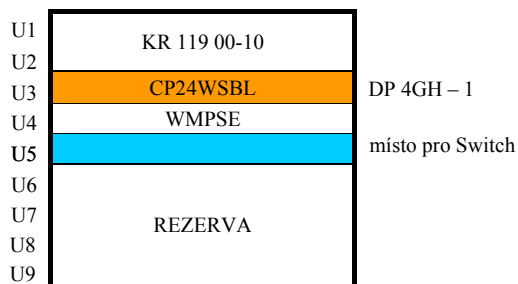 U1
KR 119 00-10
U2
U3 CP24WSBL DP 4GH – 1
U4 WMPSE
U5 místo pro Switch
U6
U7
REZERVA
U8
U9